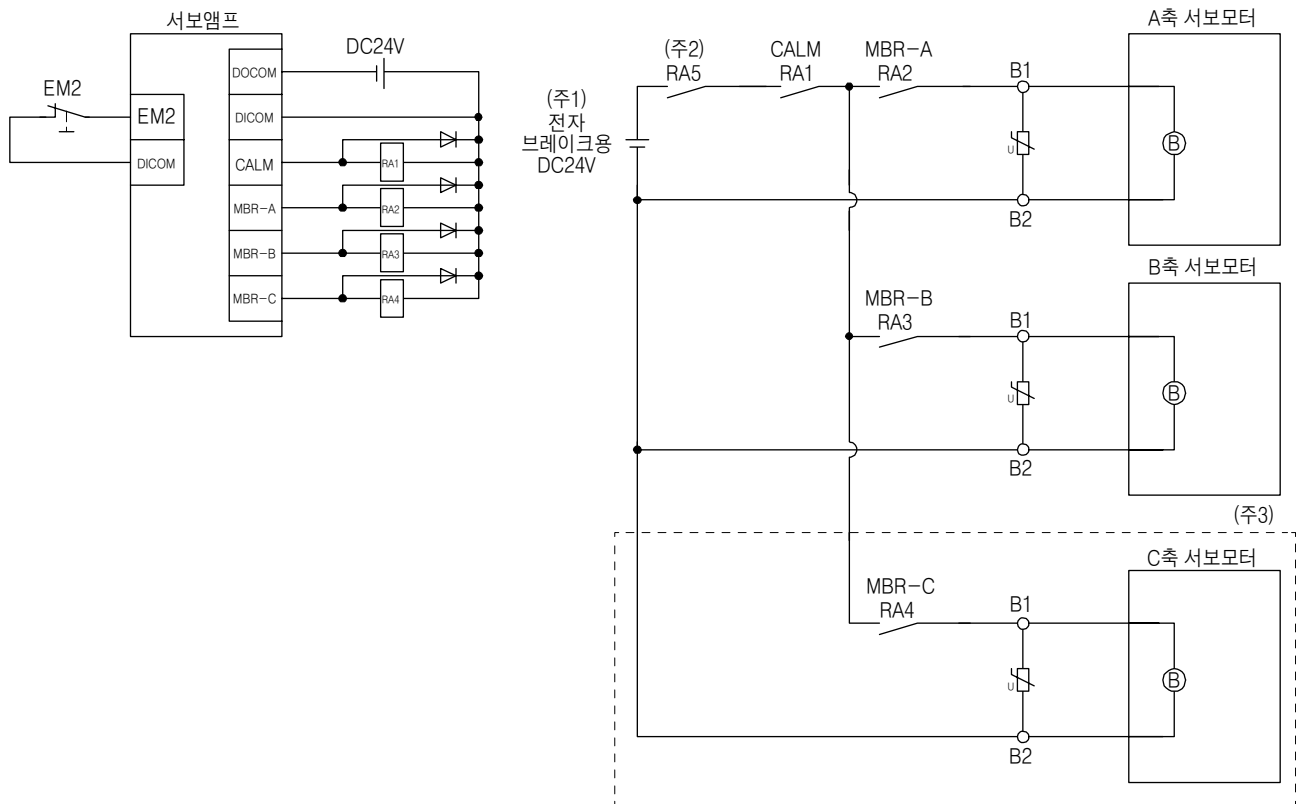 서보앰프
DC24V
EM2
EM2
DICOM
DOCOM
DICOM
CALM
MBR-A
MBR-B
MBR-C
RA1
RA2
RA3
RA4
(주1)
전자
브레이크용
DC24V
(주2)
RA5
CALM
RA1
MBR-A
RA2
B1
U
B2
A축 서보모터
B
MBR-B
RA3
B1
U
B2
B축 서보모터
B
(주3)
MBR-C
RA4
B1
U
B2
C축 서보모터
B